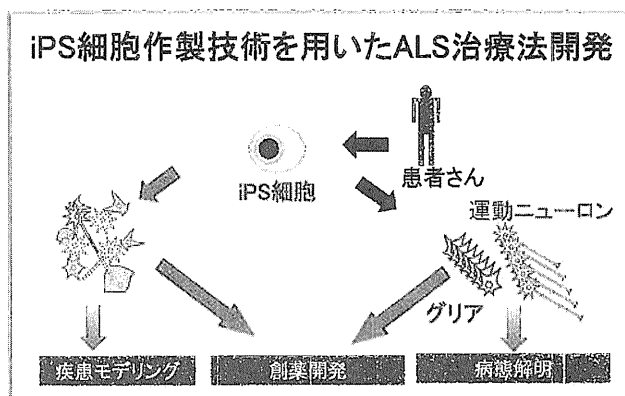 iPS細胞作製技術を用いたALS治療法開発
患者さん
iPS細胞
運動ニューロン
グリア
疾患モデリング
創薬開発
病態解明